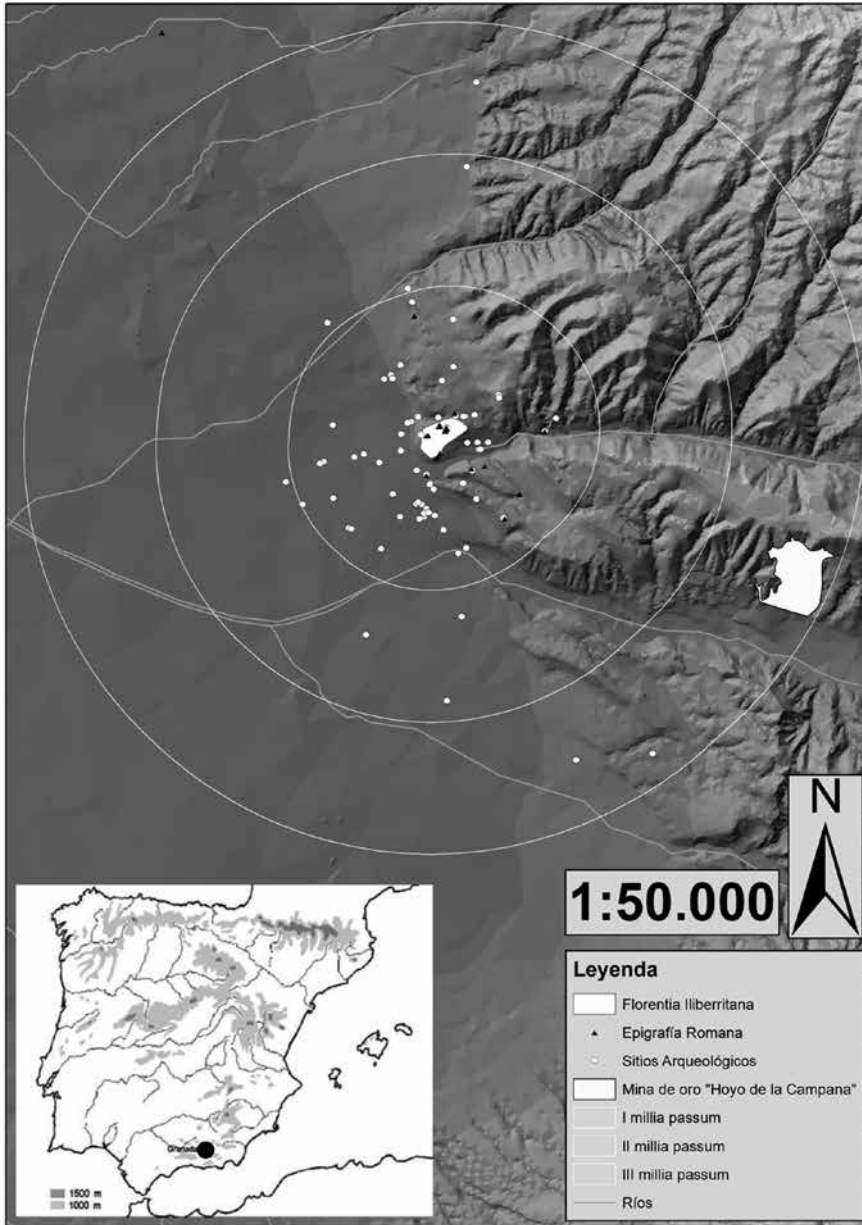 N
1:50.000
Leyenda
Florentia Iliberritana
Epigrafía Romana
Sitios Arqueológicos
Mina de oro "Hoyo de la Campana"
I millia passum
II millia passum
III millia passum
Ríos
Granada
1500 m
1000 m